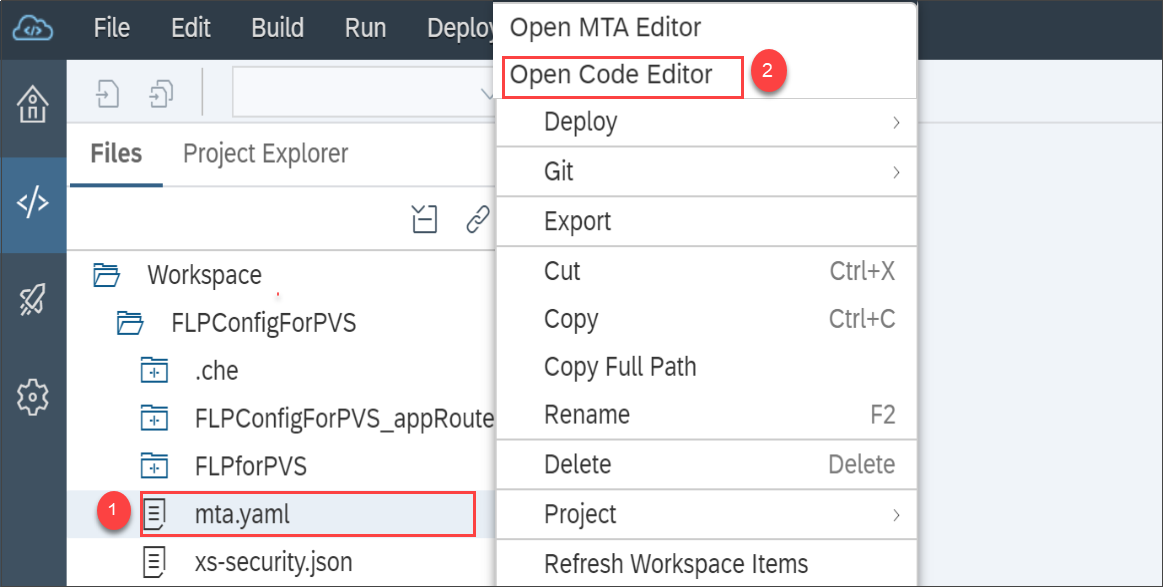 File Edit Build Run Deploy
Open MTA Editor
Open Code Editor
2
Deploy
Git
Export
Cut Ctrl+X
Copy Ctrl+C
Copy Full Path
Rename F2
Delete Delete
Project
Refresh Workspace Items
Files Project Explorer
Workspace
FLPConfigForPVS
.che
FLPConfigForPVS_appRoute
FLPforPVS
1
mta.yaml
xs-security.json